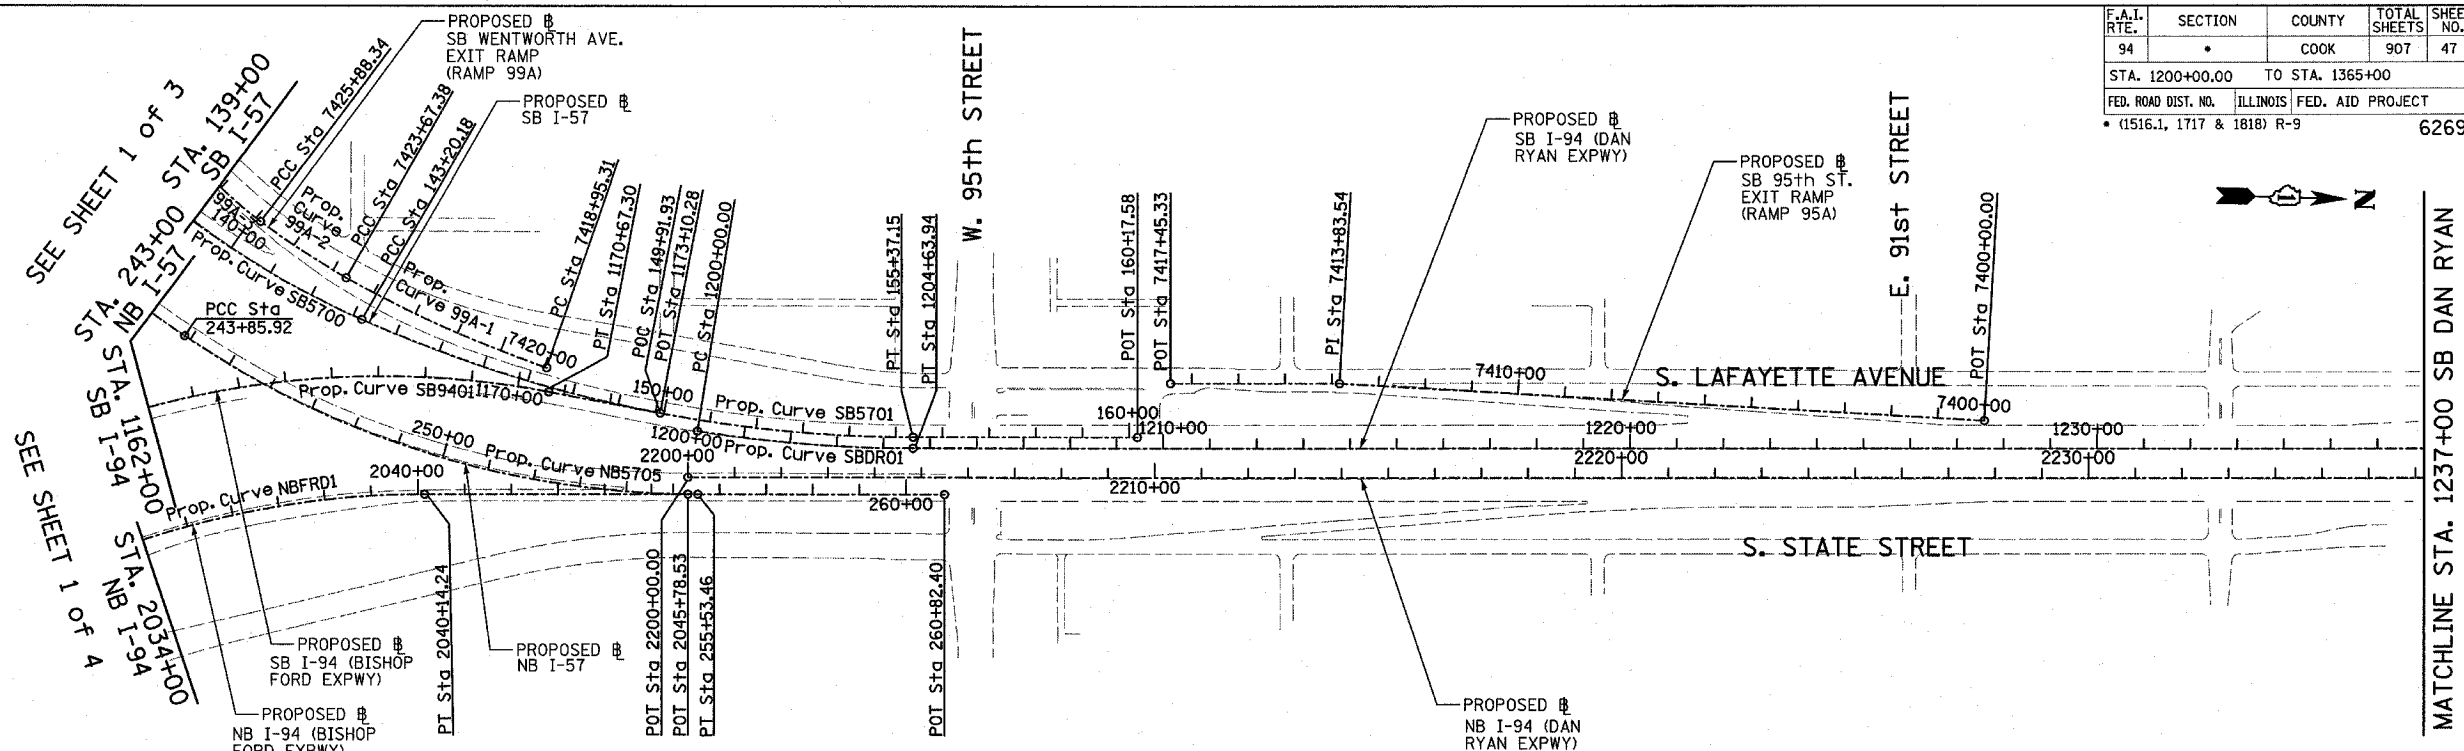 F.A.I. RTE. SECTION COUNTY TOTAL SHEETS
94 * COOK 907 47
STA. 1200+00.00 TO STA. 1365+00
FED. ROAD DIST. NO. ILLINOIS FED. AID PROJECT
* (1516.1, 1717 & 1818) R-9
6269
N
PROPOSED
SB WENTWORTH AVE.
EXIT RAMP
(RAMP 99A)
PROPOSED
SB I-57
SEE SHEET 1 of 3
STA. 139+00
SB I-57
STA. 243+00
NB I-57
STA. 1162+00
SB I-94
STA. 2034+00
NB I-94
SEE SHEET 1 of 4
PCC Sta 7425+88.34
PCC Sta 7423+67.38
PCC Sta 143+20.18
PC Sta 7418+95.31
PT Sta 1170+67.30
POC Sta 149+91.93
POT Sta 1173+10.28
PC Sta 1200+00.00
PT Sta 155+37.15
PT Sta 1204+63.94
W. 95th STREET
POT Sta 160+17.58
POT Sta 7417+45.33
PI Sta 7413+83.54
PROPOSED
SB I-94 (DAN
RYAN EXPWY)
PROPOSED
SB 95th ST.
EXIT RAMP
(RAMP 95A)
E. 91st STREET
POT Sta 7400+00.00
Prop.
Curve
99A-2
140+00
Prop. Curve SB5700
Prop.
Curve 99A-1
7420+00
PCC Sta
243+85.92
Prop. Curve SB9401
1170+00
150+00
Prop. Curve SB5701
1200+00
Prop. Curve SBDR01
160+00
1210+00
7410+00
S. LAFAYETTE AVENUE
7400+00
1220+00
1230+00
250+00
Prop. Curve NB5705
2200+00
2040+00
Prop. Curve NBFRD1
260+00
2210+00
2220+00
2230+00
S. STATE STREET
PT Sta 2040+14.24
POT Sta 2200+00.00
POT Sta 2045+78.53
PT Sta 255+53.46
POT Sta 260+82.40
PROPOSED
SB I-94 (BISHOP
FORD EXPWY)
PROPOSED
NB I-94 (BISHOP
FORD EXPWY)
PROPOSED
NB I-57
PROPOSED
NB I-94 (DAN
RYAN EXPWY)
MATCHLINE STA. 1237+00 SB DAN RYAN